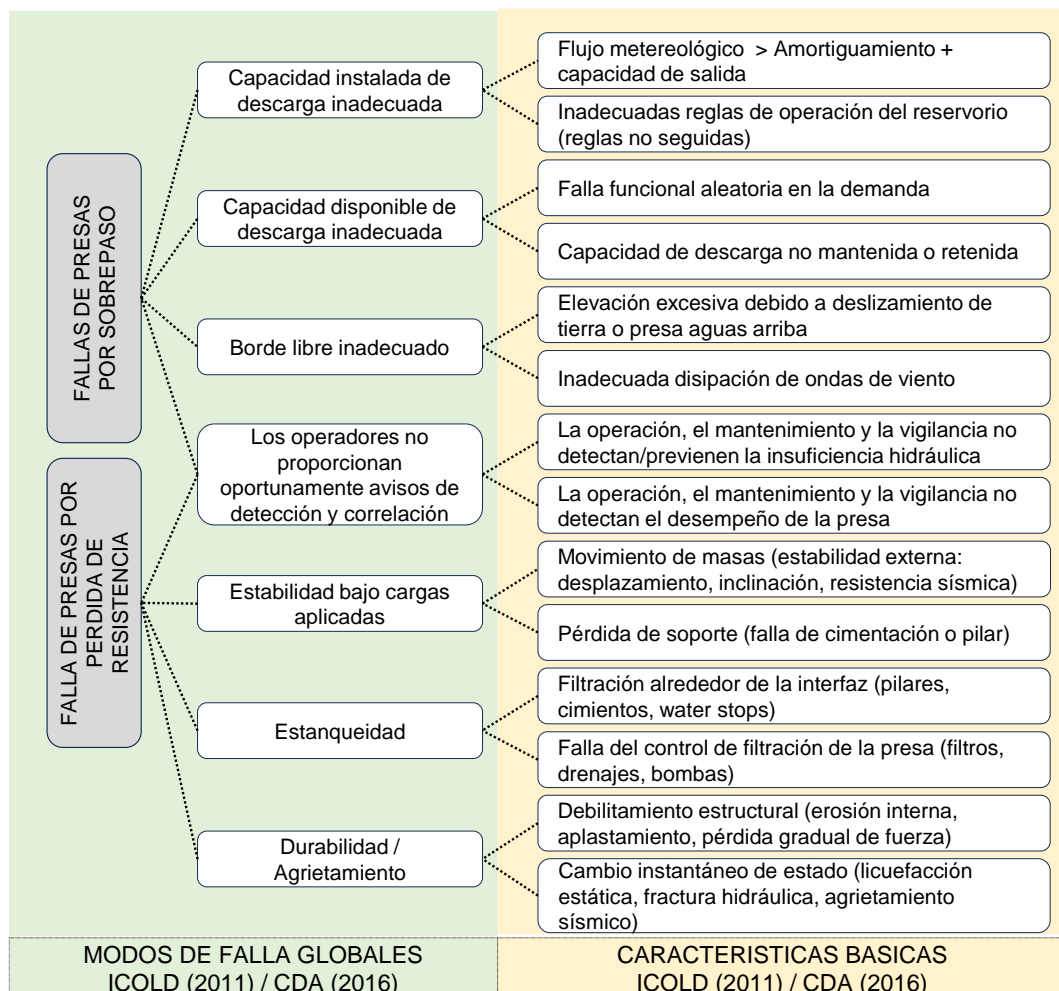 FALLAS DE PRESAS
POR SOBREPASO
FALLA DE PRESAS POR
PERDIDA DE
RESISTENCIA
Capacidad instalada de
descarga inadecuada
Capacidad disponible de
descarga inadecuada
Borde libre inadecuado
Los operadores no
proporcionan
oportunamente avisos de
detección y correlación
Estabilidad bajo cargas
aplicadas
Estanqueidad
Durabilidad /
Agrietamiento
Flujo metereológico > Amortiguamiento +
capacidad de salida
Inadecuadas reglas de operación del reservorio
(reglas no seguidas)
Falla funcional aleatoria en la demanda
Capacidad de descarga no mantenida o retenida
Elevación excesiva debido a deslizamiento de
tierra o presa aguas arriba
Inadecuada disipación de ondas de viento
La operación, el mantenimiento y la vigilancia no
detectan/previenen la insuficiencia hidráulica
La operación, el mantenimiento y la vigilancia no
detectan el desempeño de la presa
Movimiento de masas (estabilidad externa:
desplazamiento, inclinación, resistencia sísmica)
Pérdida de soporte (falla de cimentación o pilar)
Filtración alrededor de la interfaz (pilares,
cimientos, water stops)
Falla del control de filtración de la presa (filtros,
drenajes, bombas)
Debilitamiento estructural (erosión interna,
aplastamiento, pérdida gradual de fuerza)
Cambio instantáneo de estado (licuefacción
estática, fractura hidráulica, agrietamiento
sísmico)
MODOS DE FALLA GLOBALES
ICOLD (2011) / CDA (2016)
CARACTERISTICAS BASICAS
ICOLD (2011) / CDA (2016)